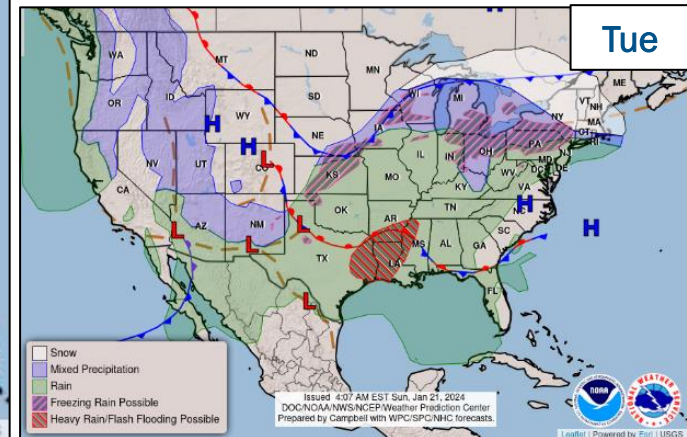 Tue
WA
MT
ND
MN
OR
ID
WY
SD
WI
MI
ME
VT
NH
NY
MA
CT
RI
NE
IA
NV
UT
CO
KS
MO
IL
IN
OH
PA
NJ
MD
DE
DC
WV
VA
KY
CA
AZ
NM
OK
AR
TN
NC
SC
TX
LA
MS
AL
GA
FL
H
H
H
H
H
L
L
L
L
L
Snow
Mixed Precipitation
Rain
Freezing Rain Possible
Heavy Rain/Flash Flooding Possible
Issued 4:07 AM EST Sun, Jan 21, 2024
DOC/NOAA/NWS/NCEP/Weather Prediction Center
Prepared by Campbell with WPC/SPC/NHC forecasts.
NOAA
Leaflet | Powered by Esri | USGS